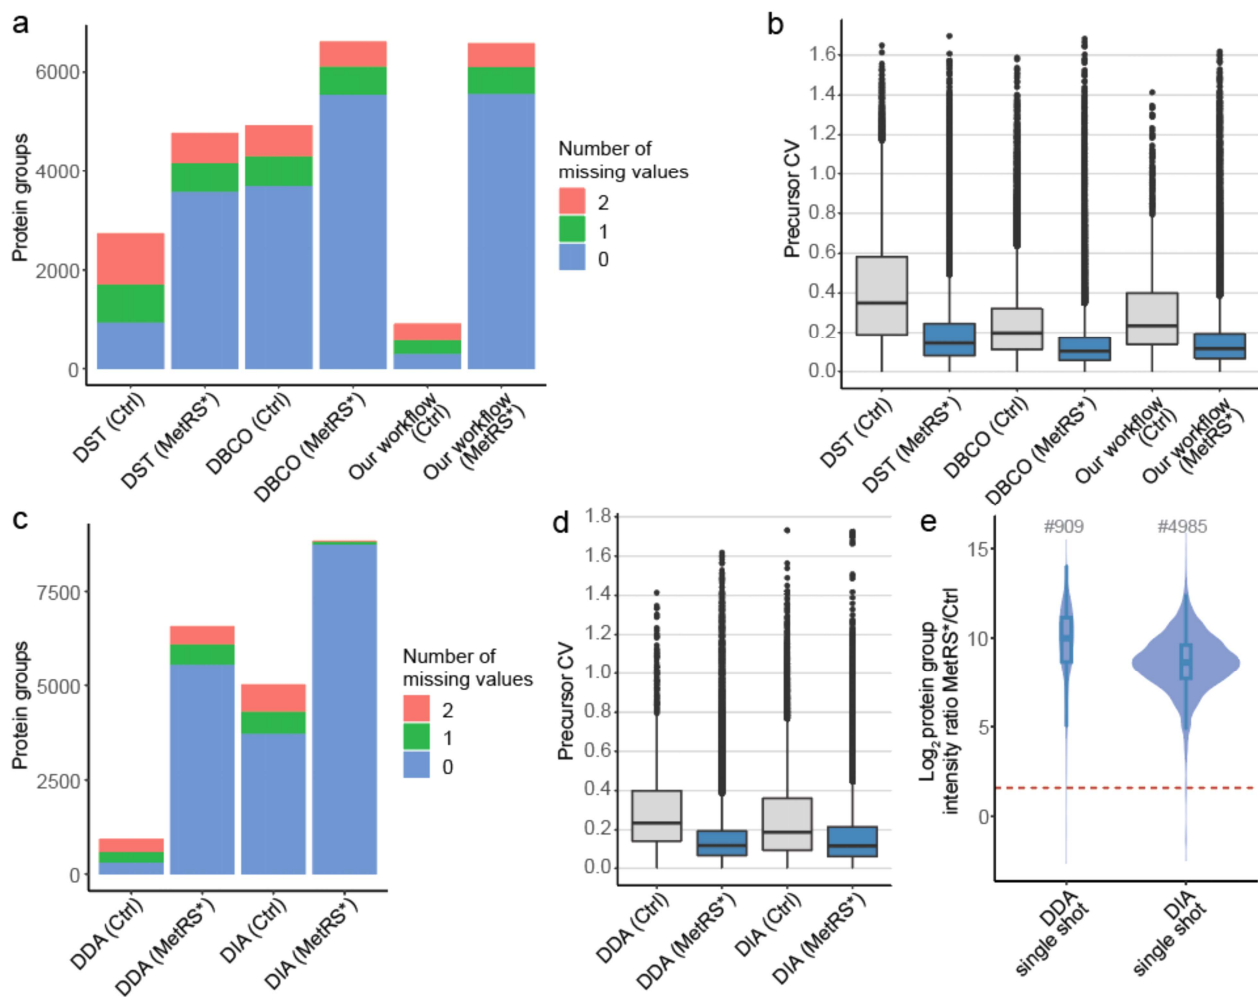 a
Protein groups
6000
4000
2000
0
DST (Ctrl)
DST (MetRS*)
DBCO (Ctrl)
DBCO (MetRS*)
Our workflow
(Ctrl)
Our workflow
(MetRS*)
Number of
missing values
2
1
0
b
Precursor CV
1.6
1.4
1.2
1.0
0.8
0.6
0.4
0.2
0.0
DST (Ctrl)
DST (MetRS*)
DBCO (Ctrl)
DBCO (MetRS*)
Our workflow
(Ctrl)
Our workflow
(MetRS*)
c
Protein groups
7500
5000
2500
0
DDA (Ctrl)
DDA (MetRS*)
DIA (Ctrl)
DIA (MetRS*)
Number of
missing values
2
1
0
d
Precursor CV
1.8
1.6
1.4
1.2
1.0
0.8
0.6
0.4
0.2
0.0
DDA (Ctrl)
DDA (MetRS*)
DIA (Ctrl)
DIA (MetRS*)
e
Log2 protein group
intensity ratio MetRS*/Ctrl
#909
#4985
15
10
5
0
DDA
single shot
DIA
single shot